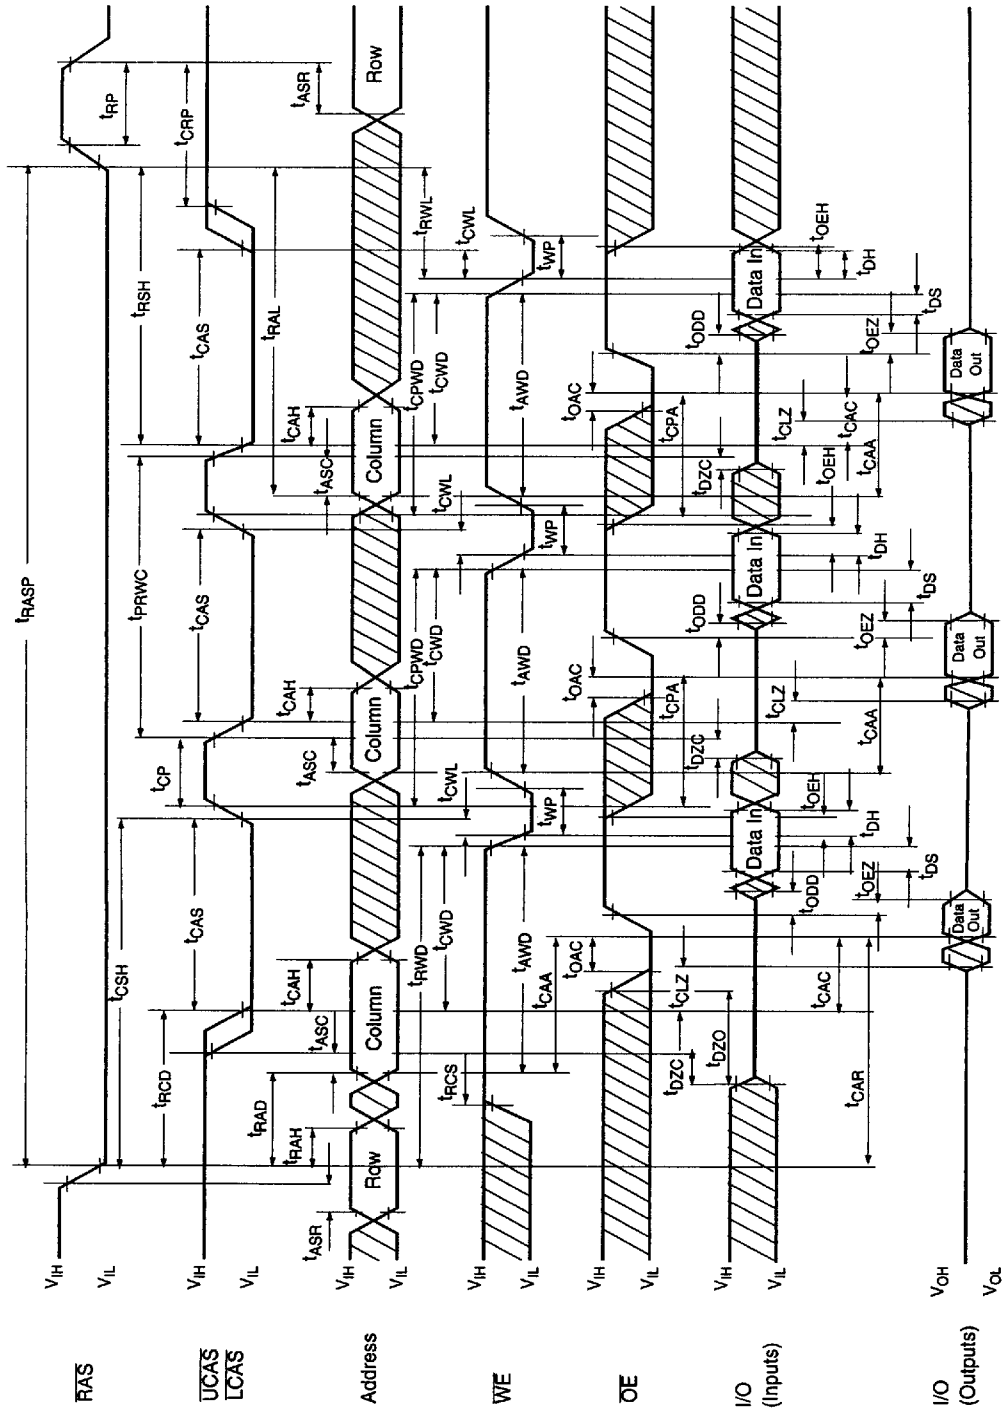 RAS
VIH
VIL
tRASP
tRP
UCAS
LCAS
VIH
VIL
tCSH
tPRWC
tRSH
tCRP
tRCD
tCAS
tCP
tCAS
tCAS
Address
VIH
VIL
tASR
tRAD
tRAH
tASC
tCAH
tASC
tCAH
tASC
tRAL
tCAH
tASR
Row
Column
Column
Column
Row
WE
VIH
VIL
tRCS
tRWD
tCWD
tCWL
tCPWD
tCWD
tCWL
tCPWD
tCWD
tRWL
tCWL
tAWD
tWP
tAWD
tWP
tAWD
tWP
OE
VIH
VIL
tCAA
tOAC
tOAC
tOAC
tDZC
tCLZ
tDZC
tCPA
tDZC
tCPA
I/O
(Inputs)
VIH
VIL
tDZO
Data In
tODD
tOEH
tDH
tCLZ
Data In
tODD
tOEH
tDH
tCLZ
Data In
tODD
tOEH
tDH
tCAR
tCAC
tOEZ
tDS
tCAA
tOEZ
tDS
tCAA
tCAC
tOEZ
tDS
I/O
(Outputs)
VOH
VOL
Data
Out
Data
Out
Data
Out